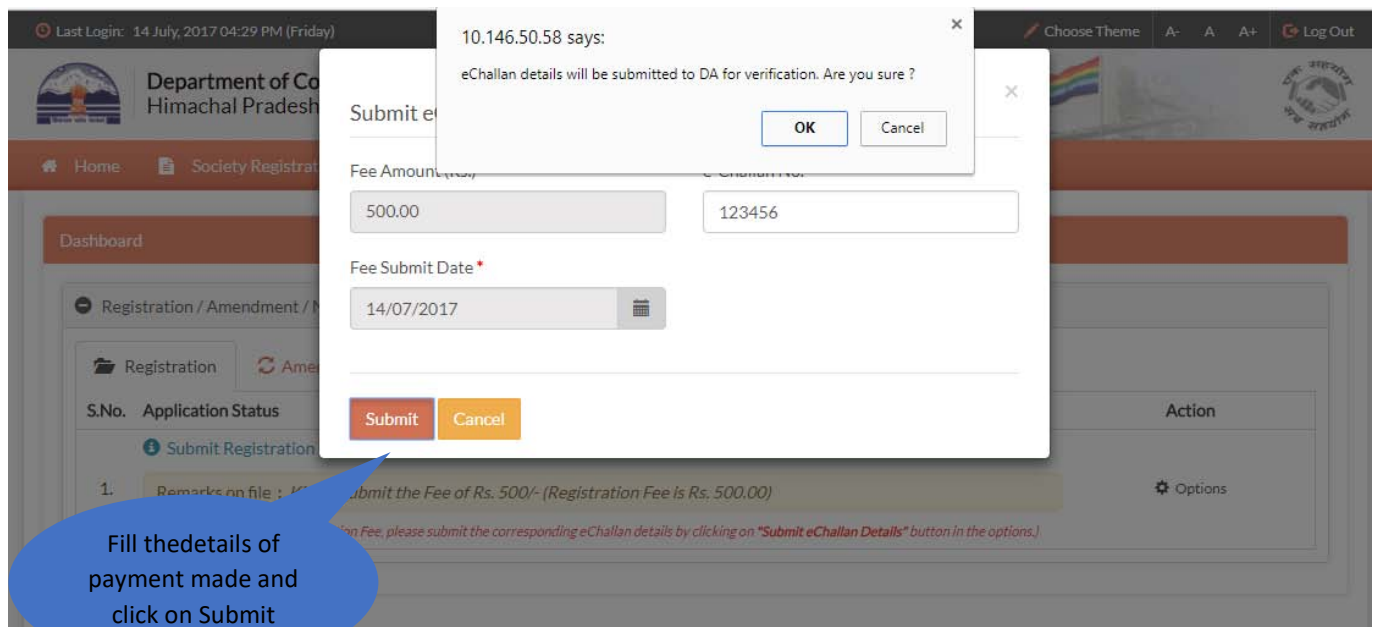 Last Login: 14 July, 2017 04:29 PM (Friday)
Choose Theme A- A A+ Log Out
10.146.50.58 says:
eChallan details will be submitted to DA for verification. Are you sure ?
OK Cancel
Department of Co
Himachal Pradesh
Submit e
Home Society Registrat
Fee Amount (Rs.) e-Challan No.
500.00 123456
Dashboard
Fee Submit Date *
14/07/2017
Registration / Amendment /
Registration Ame
S.No. Application Status Action
Submit Cancel
Submit Registration
1. Remarks on file : ubmit the Fee of Rs. 500/- (Registration Fee is Rs. 500.00) Options
on Fee, please submit the corresponding eChallan details by clicking on "Submit eChallan Details" button in the options.)
Fill thedetails of
payment made and
click on Submit